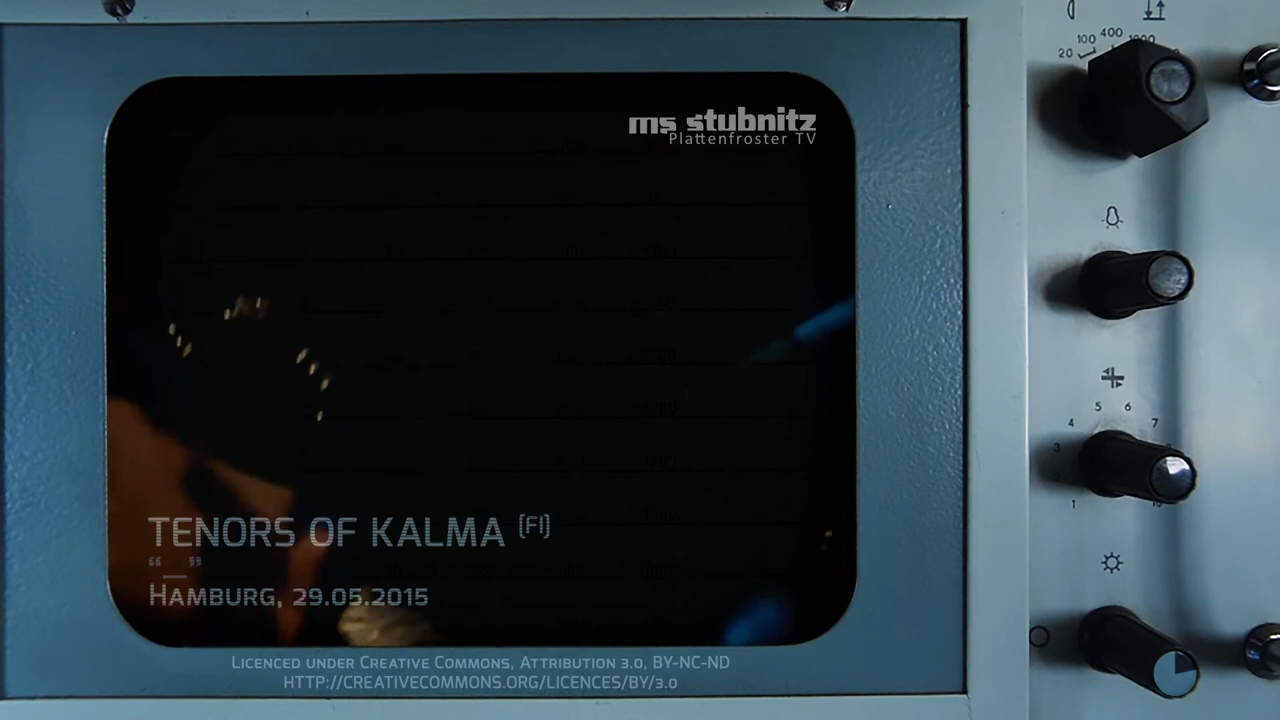 20 100 400 1000
ms stubnitz
Plattenfroster TV
5 6
4 7
3
1
TENORS OF KALMA (FI)
“__”
HAMBURG, 29.05.2015
LICENCED UNDER CREATIVE COMMONS, ATTRIBUTION 3.0, BY-NC-ND
HTTP://CREATIVECOMMONS.ORG/LICENCES/BY/3.0